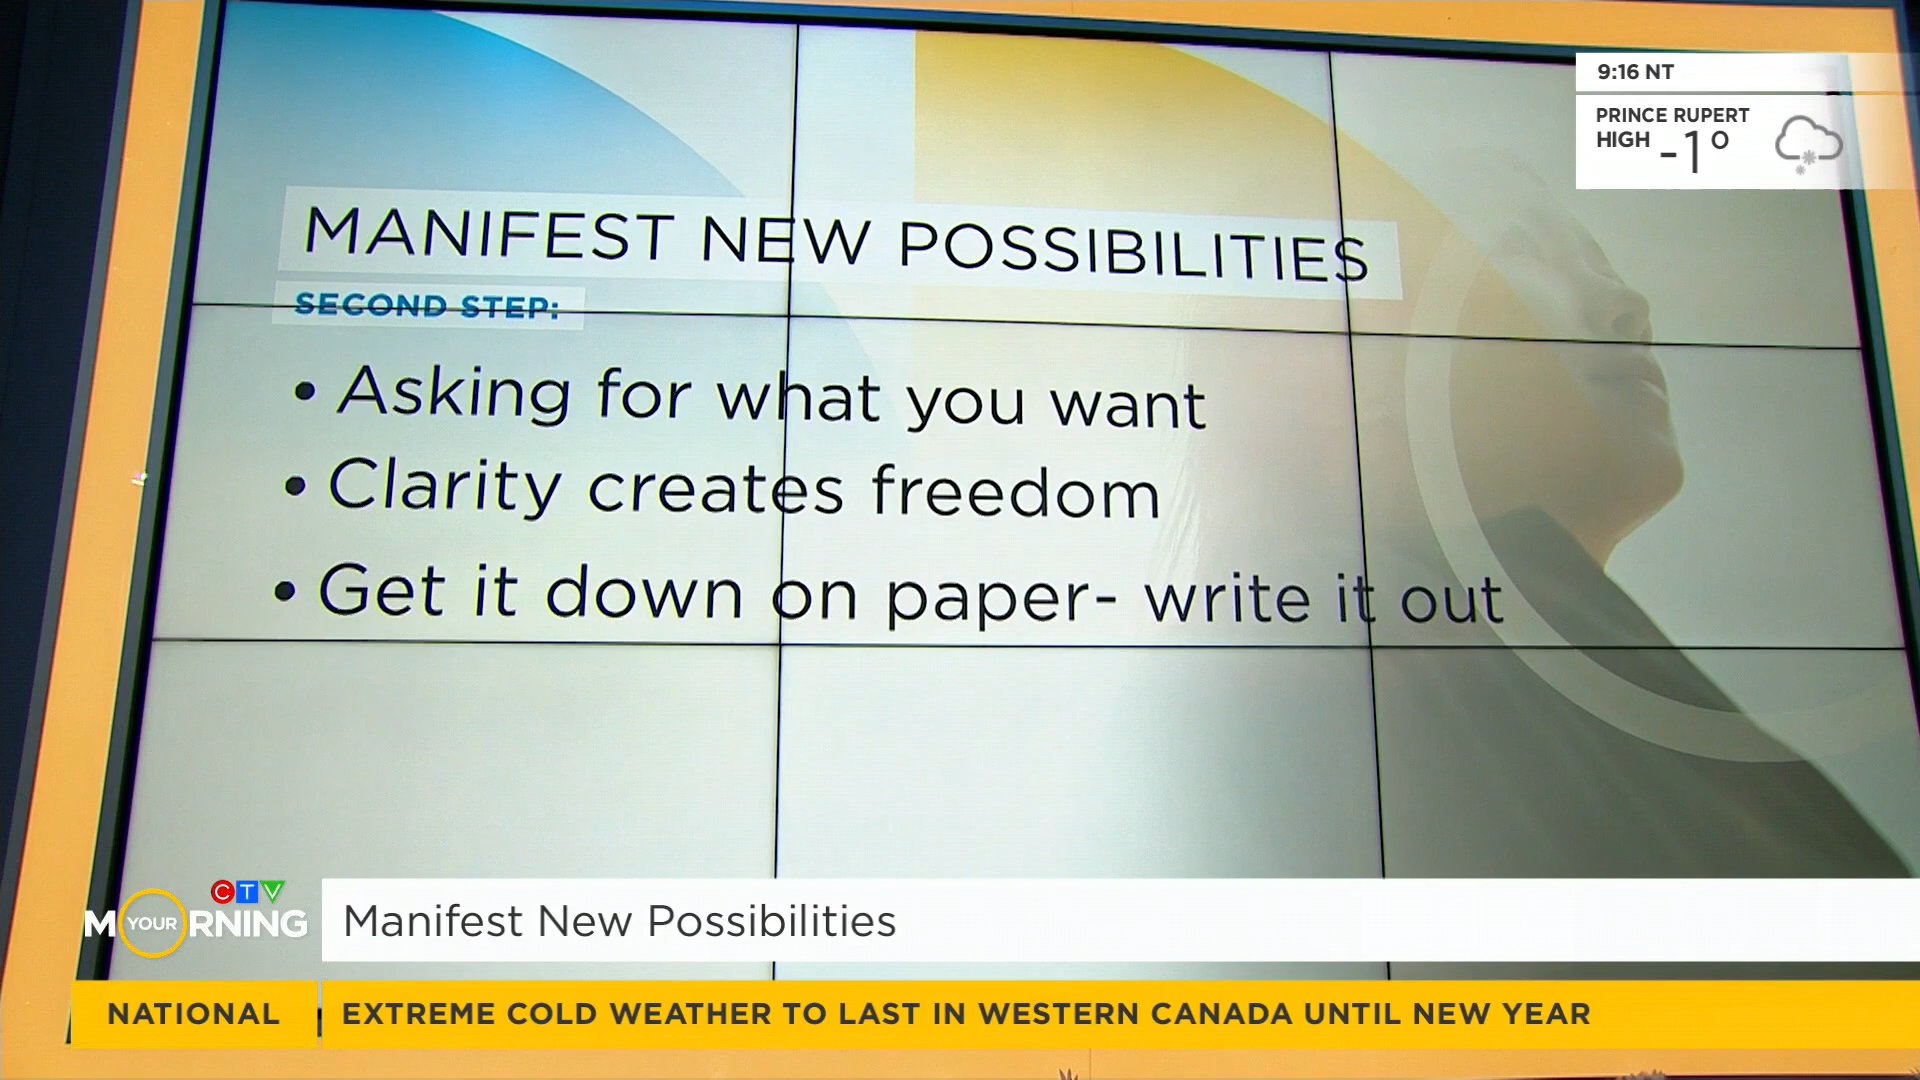 9:16 NT
PRINCE RUPERT
HIGH -1°
MANIFEST NEW POSSIBILITIES
SECOND STEP:
• Asking for what you want
• Clarity creates freedom
• Get it down on paper- write it out
CTV
YOUR MORNING
Manifest New Possibilities
NATIONAL
EXTREME COLD WEATHER TO LAST IN WESTERN CANADA UNTIL NEW YEAR